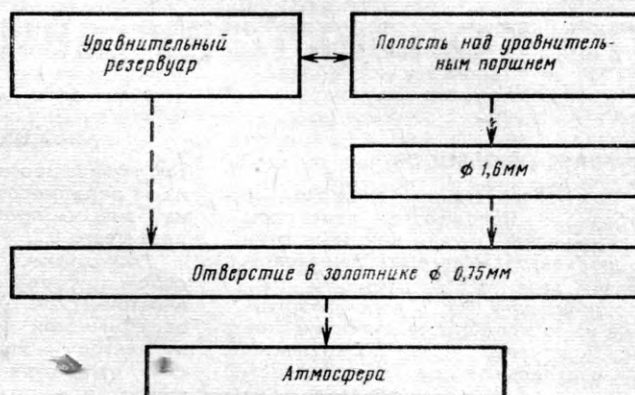 Уравнительный
резервуар
Полость над уравнитель-
ным поршнем
ϕ 1,6мм
Отверстие в золотнике ϕ 0,75мм
Атмосфера